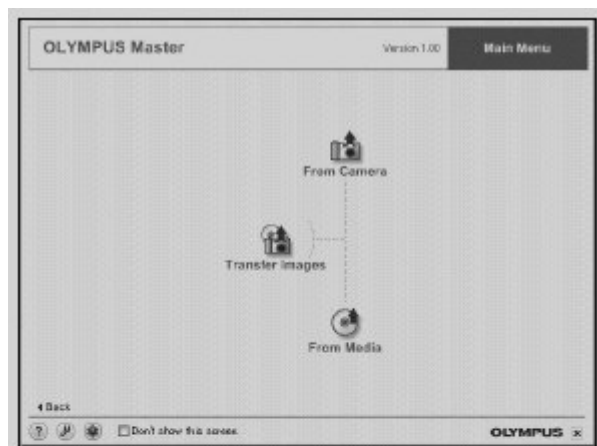 OLYMPUS Master
Version 1.00
Main Menu
From Camera
Transfer Images
From Media
Back
? Don't show this screen.
OLYMPUS x